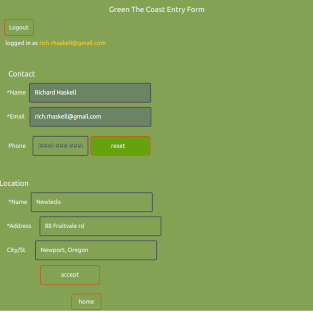 Green The Coast Entry Form
Logout
logged in as rich.rhaskell@gmail.com
Contact
*Name Richard Haskell
*Email rich.rhaskell@gmail.com
Phone (###)-###-#### reset
Location
*Name Newledo
*Address 88 Fruitvale rd
City/St Newport, Oregon
accept
home